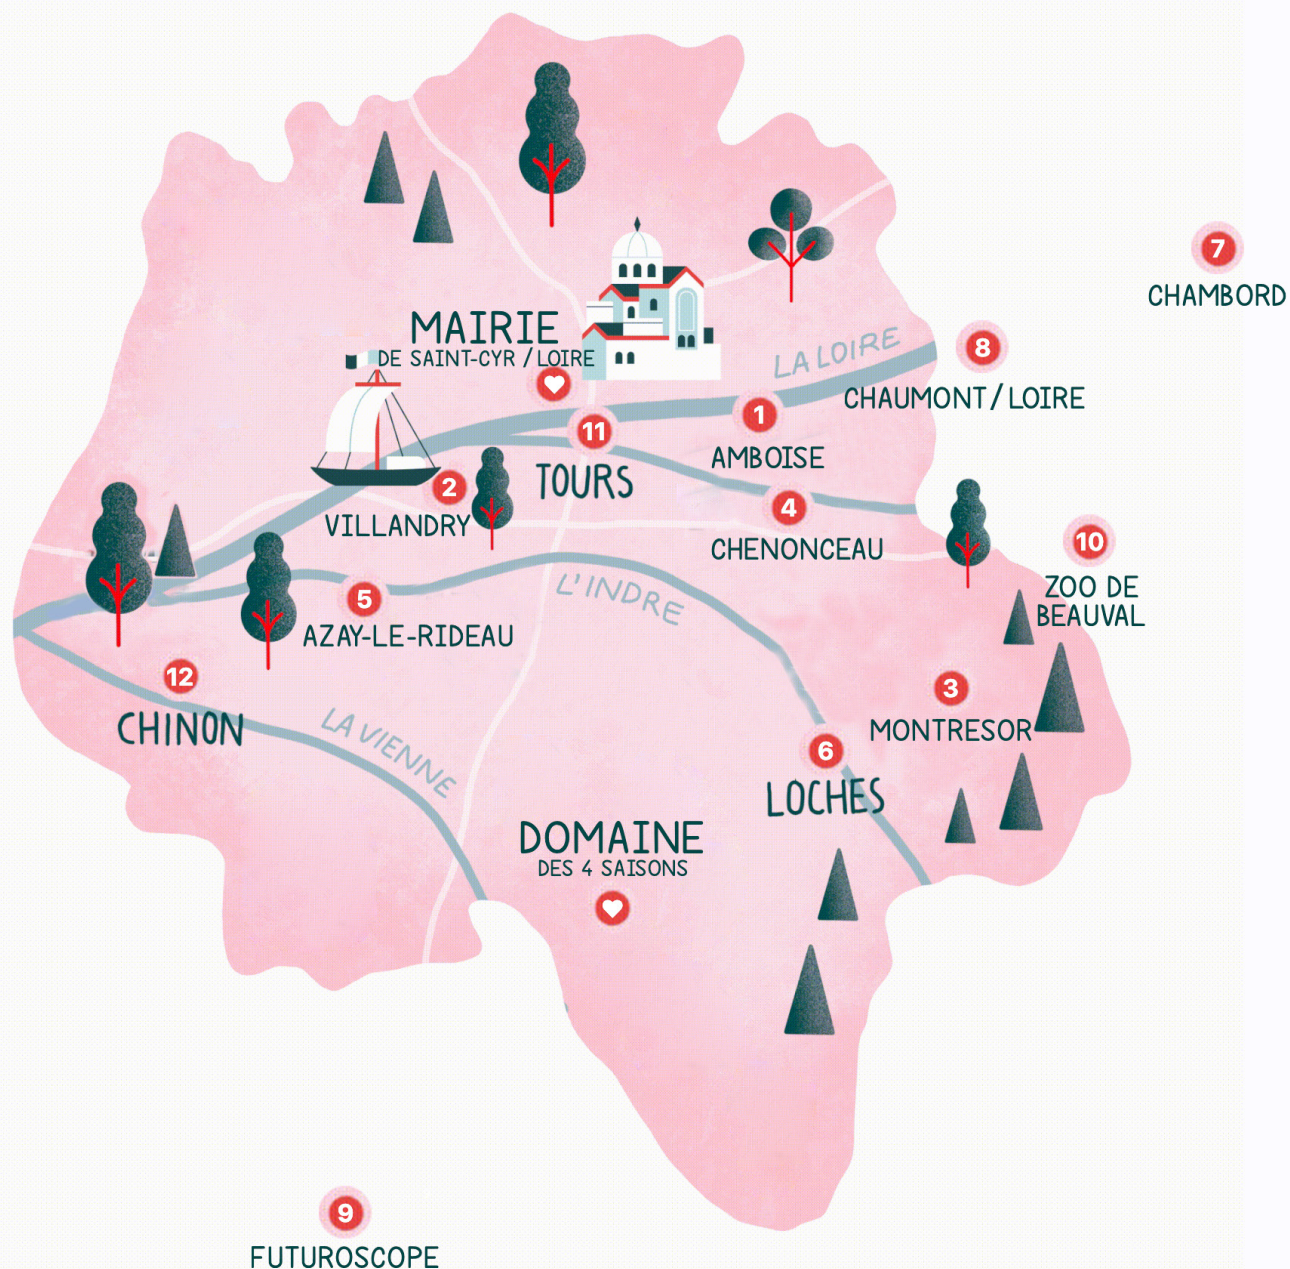 7
CHAMBORD
MAIRIE
DE SAINT-CYR / LOIRE
LA LOIRE
8
CHAUMONT / LOIRE
1
AMBOISE
11
TOURS
2
VILLANDRY
4
CHENONCEAU
10
ZOO DE
BEAUVAL
L'INDRE
5
AZAY-LE-RIDEAU
12
CHINON
LA VIENNE
3
MONTRESOR
6
LOCHES
DOMAINE
DES 4 SAISONS
9
FUTUROSCOPE